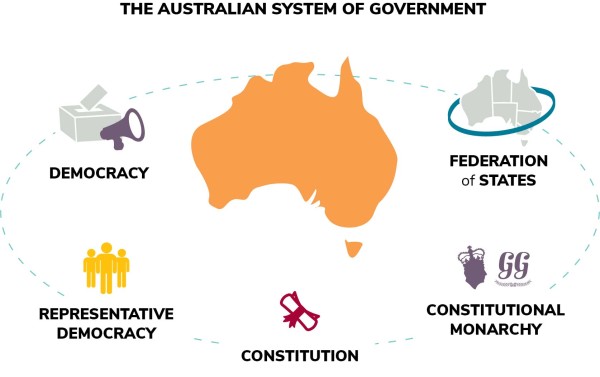 THE AUSTRALIAN SYSTEM OF GOVERNMENT
DEMOCRACY
FEDERATION
of STATES
REPRESENTATIVE
DEMOCRACY
GG
CONSTITUTIONAL
MONARCHY
CONSTITUTION